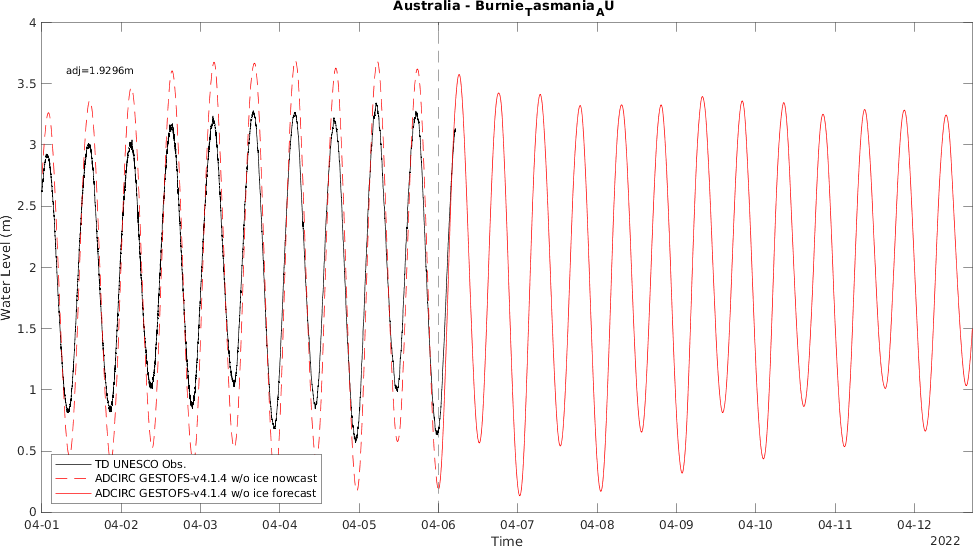 Australia - BurnieTasmaniaAU
4
adj=1.9296m
3.5
3
2.5
2
1.5
1
0.5
0
Water Level (m)
TD UNESCO Obs.
ADCIRC GESTOFS-v4.1.4 w/o ice nowcast
ADCIRC GESTOFS-v4.1.4 w/o ice forecast
04-01 04-02 04-03 04-04 04-05 04-06 04-07 04-08 04-09 04-10 04-11 04-12
Time
2022